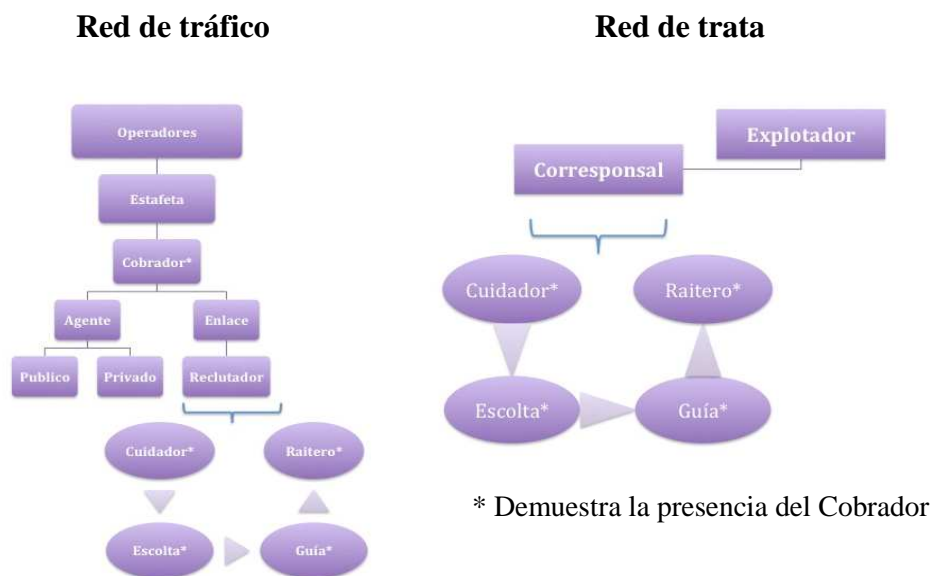 Red de tráfico
Operadores
Estafeta
Cobrador*
Agente
Enlace
Publico
Privado
Reclutador
Cuidador*
Raitero*
Escolta*
Guía*
Red de trata
Explotador
Corresponsal
Cuidador*
Raitero*
Escolta*
Guía*
* Demuestra la presencia del Cobrador